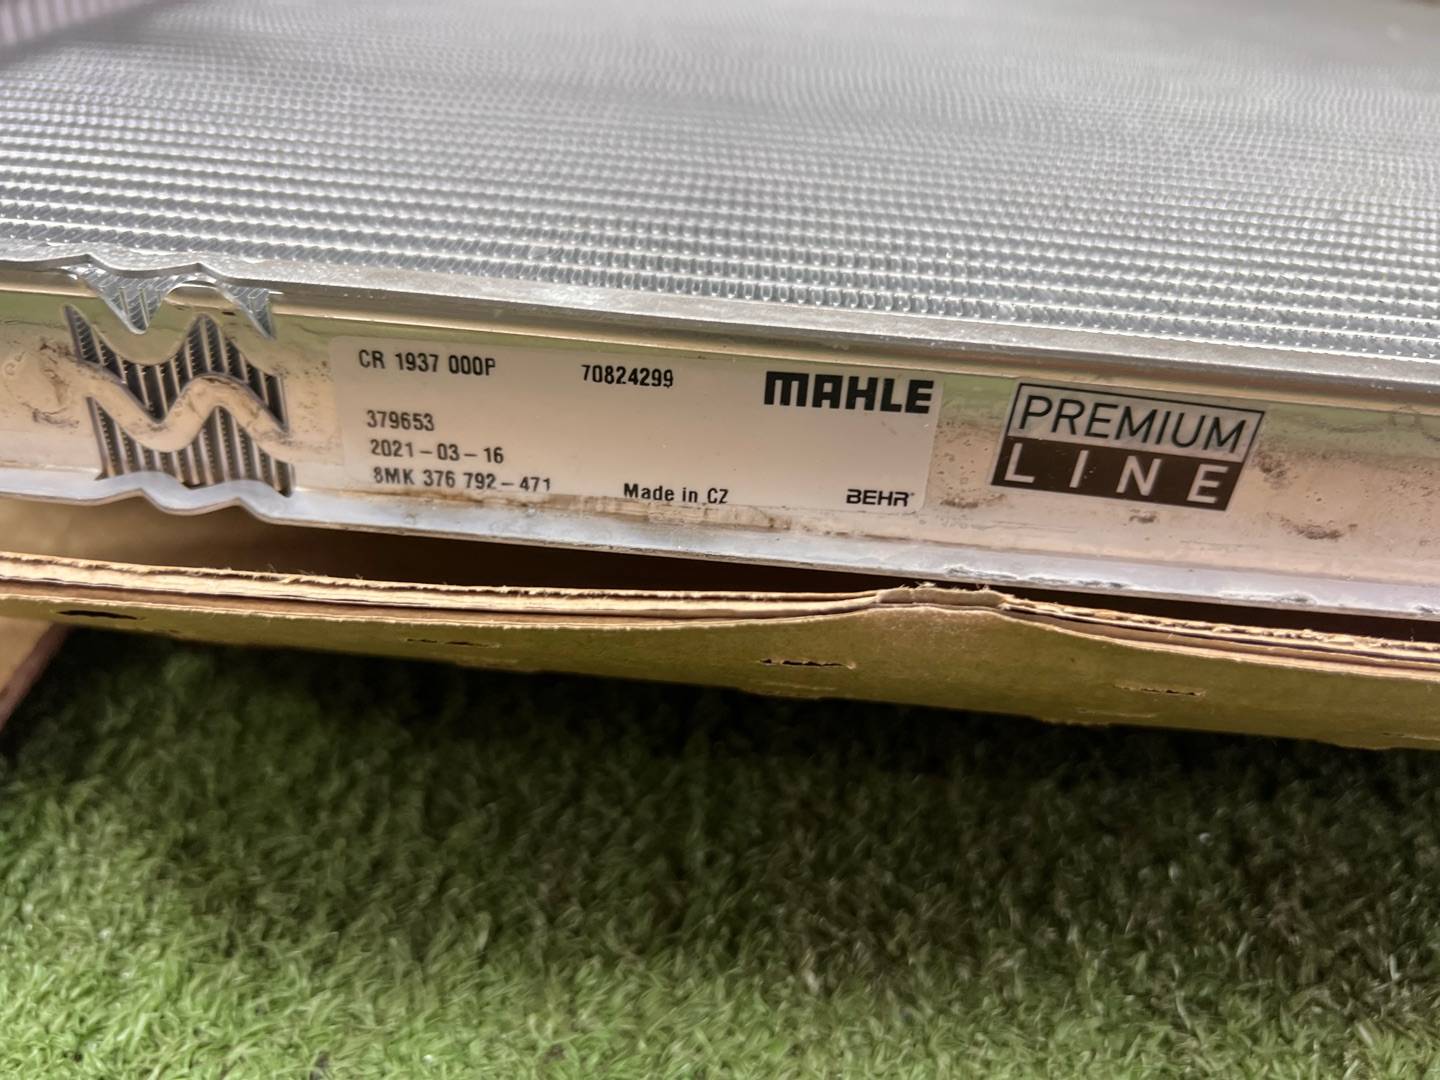 CR 1937 000P 70824299 MAHLE
379653
2021-03-16
8MK 376 792-471 Made in CZ BEHR®
PREMIUM
LINE